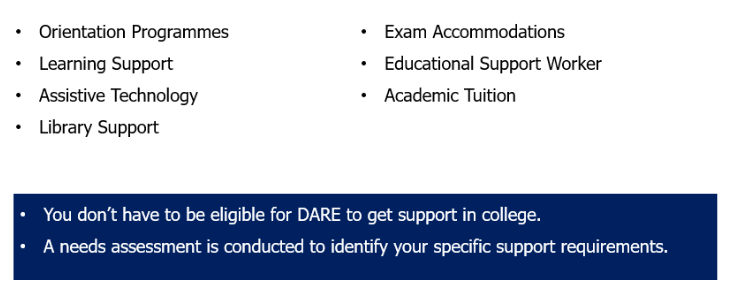 • Orientation Programmes
• Learning Support
• Assistive Technology
• Library Support
• Exam Accommodations
• Educational Support Worker
• Academic Tuition
• You don’t have to be eligible for DARE to get support in college.
• A needs assessment is conducted to identify your specific support requirements.